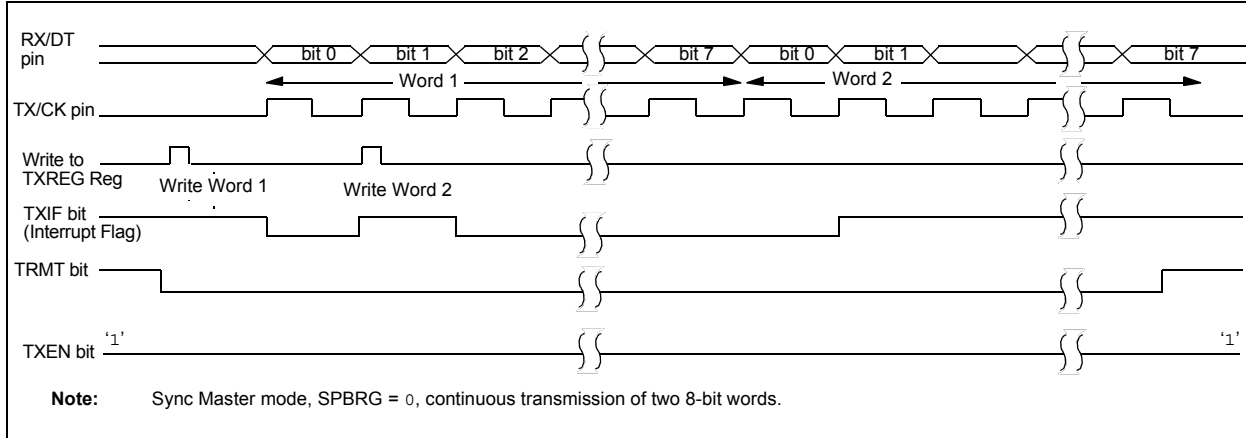 RX/DT
pin
bit 0 bit 1 bit 2 bit 7 bit 0 bit 1 bit 7
Word 1 Word 2
TX/CK pin
Write to
TXREG Reg
Write Word 1 Write Word 2
TXIF bit
(Interrupt Flag)
TRMT bit
‘1’ ‘1’
TXEN bit
Note: Sync Master mode, SPBRG = 0, continuous transmission of two 8-bit words.